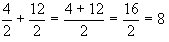 4/2 + 12/2 = (4 + 12)/2 = 16/2 = 8